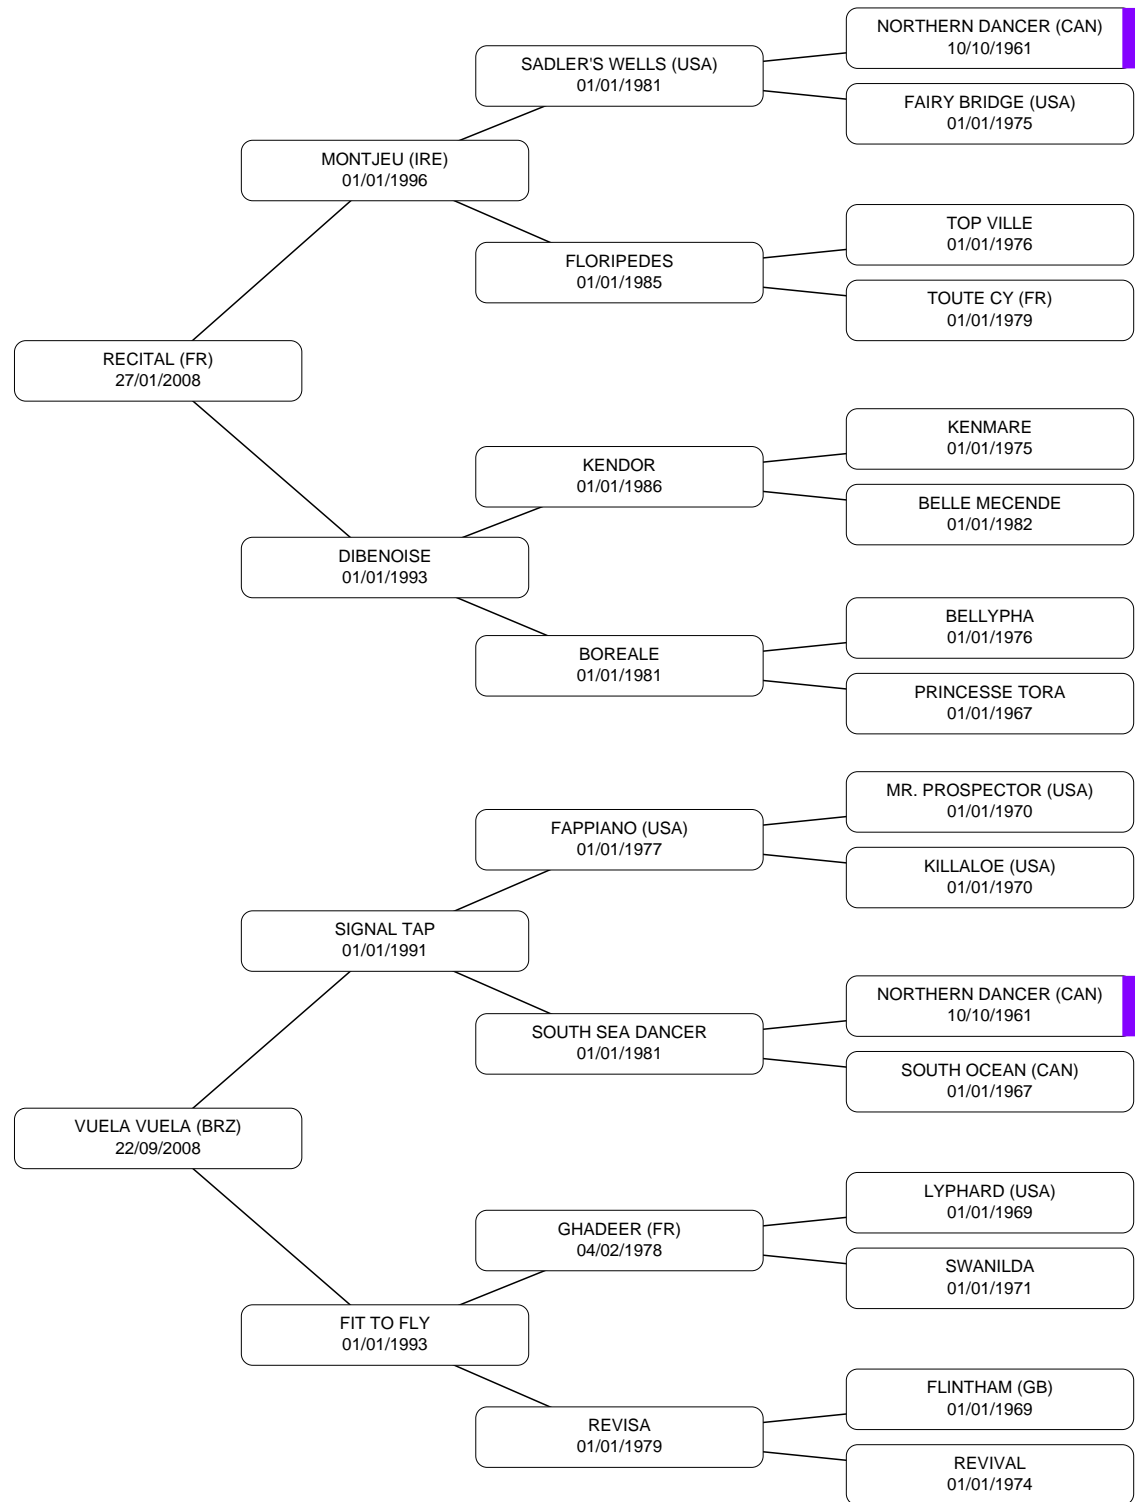 NORTHERN DANCER (CAN)
10/10/1961
SADLER'S WELLS (USA)
01/01/1981
FAIRY BRIDGE (USA)
01/01/1975
MONTJEU (IRE)
01/01/1996
TOP VILLE
01/01/1976
FLORIPEDES
01/01/1985
TOUTE CY (FR)
01/01/1979
RECITAL (FR)
27/01/2008
KENMARE
01/01/1975
KENDOR
01/01/1986
BELLE MECENDE
01/01/1982
DIBENOISE
01/01/1993
BELLYPHA
01/01/1976
BOREALE
01/01/1981
PRINCESSE TORA
01/01/1967
MR. PROSPECTOR (USA)
01/01/1970
FAPPIANO (USA)
01/01/1977
KILLALOE (USA)
01/01/1970
SIGNAL TAP
01/01/1991
NORTHERN DANCER (CAN)
10/10/1961
SOUTH SEA DANCER
01/01/1981
SOUTH OCEAN (CAN)
01/01/1967
VUELA VUELA (BRZ)
22/09/2008
LYPHARD (USA)
01/01/1969
GHADEER (FR)
04/02/1978
SWANILDA
01/01/1971
FIT TO FLY
01/01/1993
FLINTHAM (GB)
01/01/1969
REVISA
01/01/1979
REVIVAL
01/01/1974